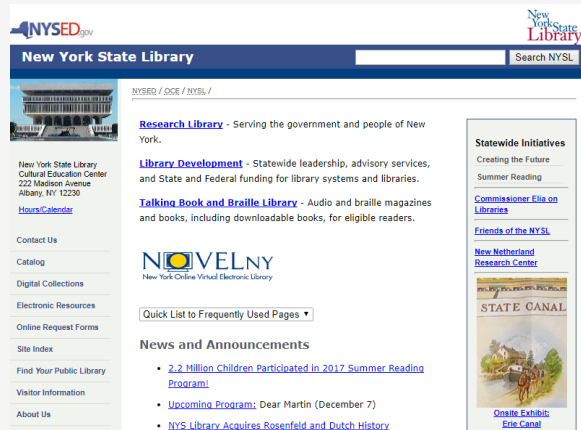 NYSED.gov
New York State Library
New York State Library
Search NYSL
NYSED / OCE / NYSL /
New York State Library
Cultural Education Center
222 Madison Avenue
Albany, NY 12230
Hours/Calendar
Contact Us
Catalog
Digital Collections
Electronic Resources
Online Request Forms
Site Index
Find Your Public Library
Visitor Information
About Us
Research Library - Serving the government and people of New
York.
Library Development - Statewide leadership, advisory services,
and State and Federal funding for library systems and libraries.
Talking Book and Braille Library - Audio and braille magazines
and books, including downloadable books, for eligible readers.
NOVELNY
New York Online Virtual Electronic Library
Quick List to Frequently Used Pages
News and Announcements
2.2 Million Children Participated in 2017 Summer Reading
Program!
Upcoming Program: Dear Martin (December 7)
NYS Library Acquires Rosenfeld and Dutch History
Statewide Initiatives
Creating the Future
Summer Reading
Commissioner Elia on
Libraries
Friends of the NYSL
New Netherland
Research Center
STATE CANAL
Onsite Exhibit:
Erie Canal